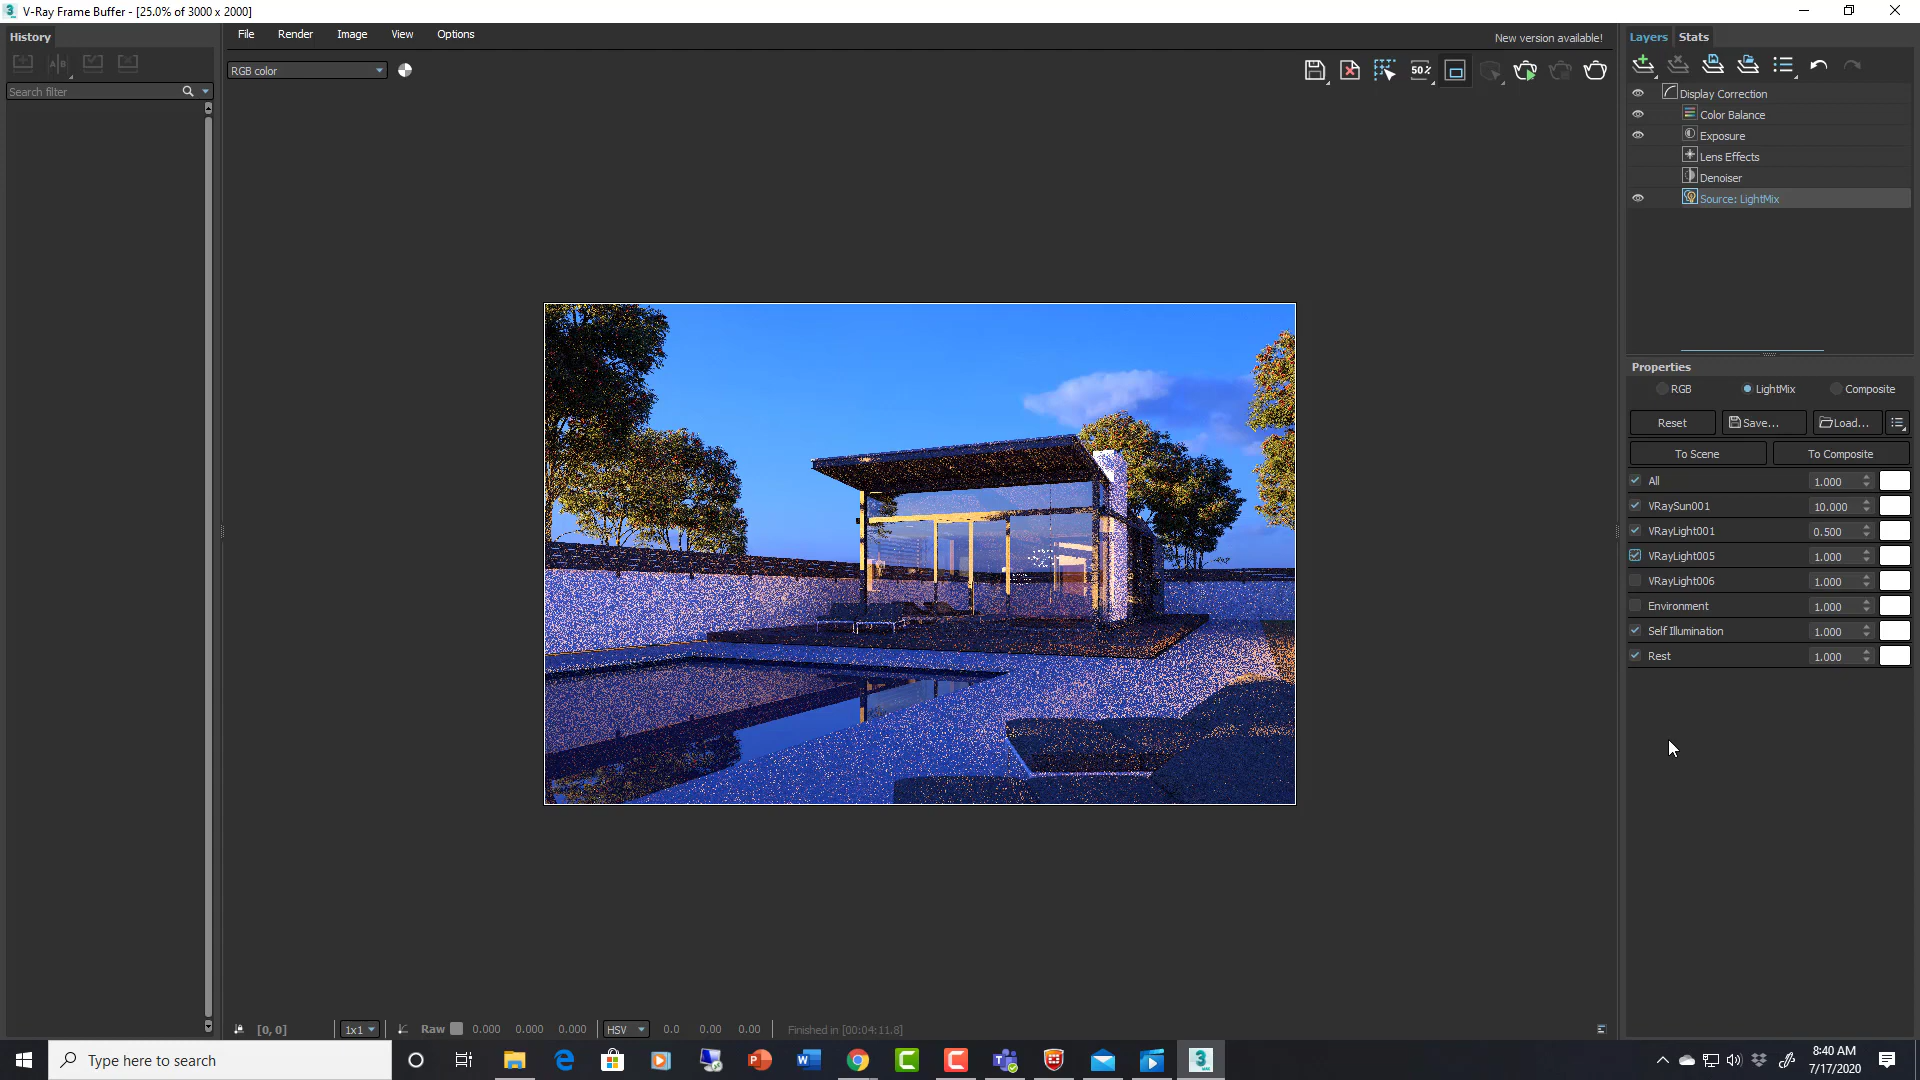 V-Ray Frame Buffer - [25.0% of 3000 x 2000]
History
File Render Image View Options
New version available!
Layers Stats
RGB color
50%
Search filter
Display Correction
Color Balance
Exposure
Lens Effects
Denoiser
Source: LightMix
Properties
RGB LightMix Composite
Reset Save... Load...
To Scene To Composite
All 1.000
VRaySun001 10.000
VRayLight001 0.500
VRayLight005 1.000
VRayLight006 1.000
Environment 1.000
Self Illumination 1.000
Rest 1.000
[0, 0] 1x1 Raw 0.000 0.000 0.000 HSV 0.0 0.00 0.00 Finished in [00:04:11.8]
Type here to search
8:40 AM
7/17/2020